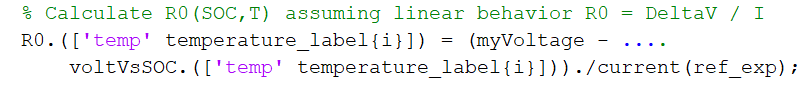 % Calculate R0(SOC,T) assuming linear behavior R0 = DeltaV / I
R0.(['temp' temperature_label{i}]) = (myVoltage - ....
voltVsSOC.(['temp' temperature_label{i}]))./current(ref_exp);